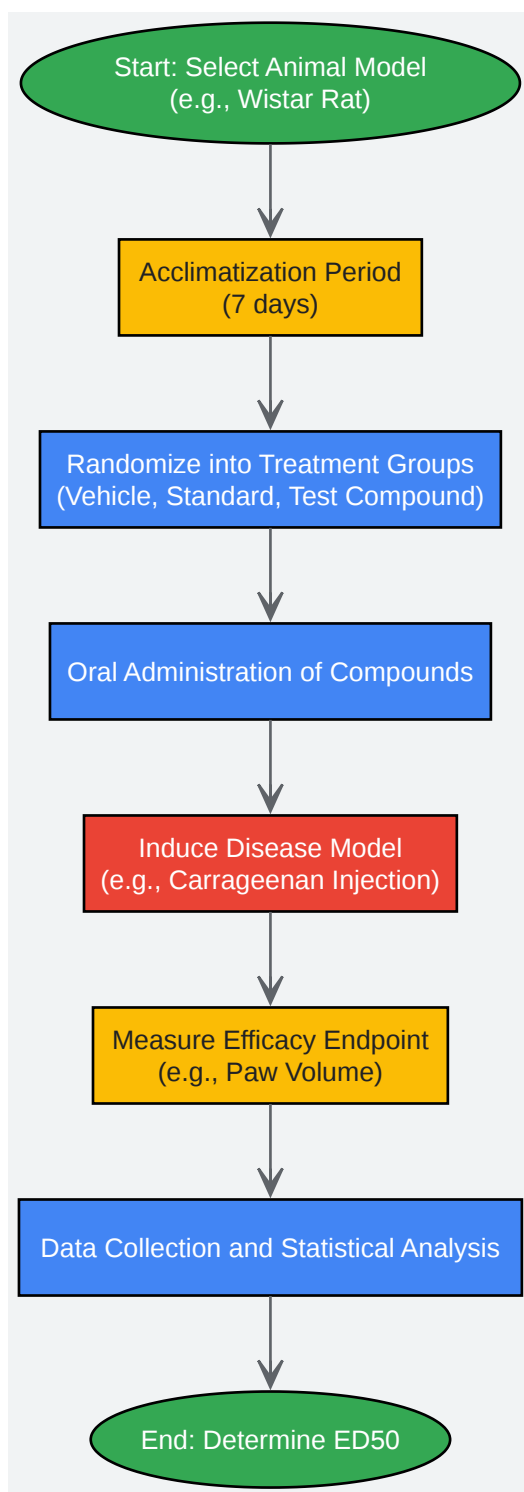 Start: Select Animal Model
(e.g., Wistar Rat)
Acclimatization Period
(7 days)
Randomize into Treatment Groups
(Vehicle, Standard, Test Compound)
Oral Administration of Compounds
Induce Disease Model
(e.g., Carrageenan Injection)
Measure Efficacy Endpoint
(e.g., Paw Volume)
Data Collection and Statistical Analysis
End: Determine ED50